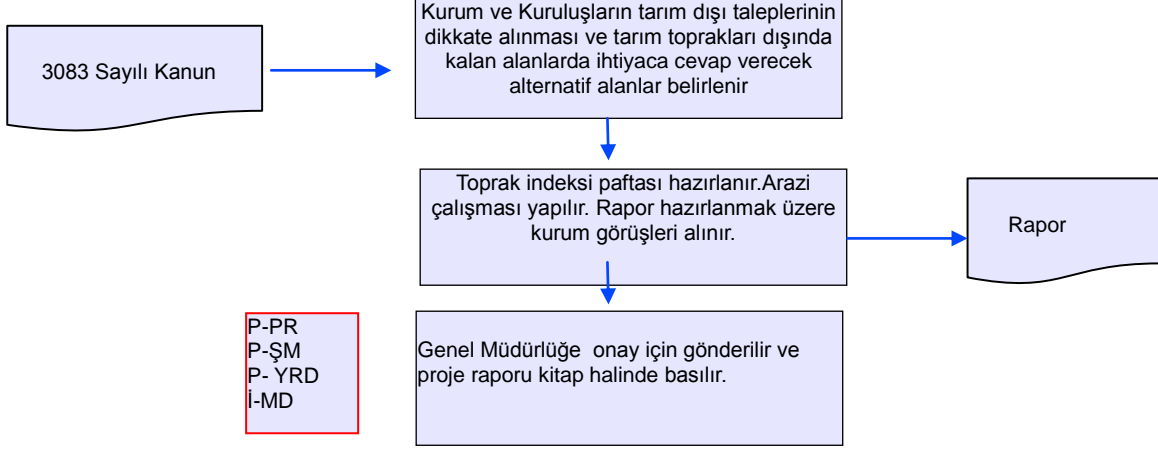 3083 Sayılı Kanun
Kurum ve Kuruluşların tarım dışı taleplerinin
dikkate alınması ve tarım toprakları dışında
kalan alanlarda ihtiyaca cevap verecek
alternatif alanlar belirlenir
Toprak indeksi paftası hazırlanır.Arazi
çalışması yapılır. Rapor hazırlanmak üzere
kurum görüşleri alınır.
Rapor
P-PR
P-ŞM
P- YRD
İ-MD
Genel Müdürlüğe  onay için gönderilir ve
proje raporu kitap halinde basılır.